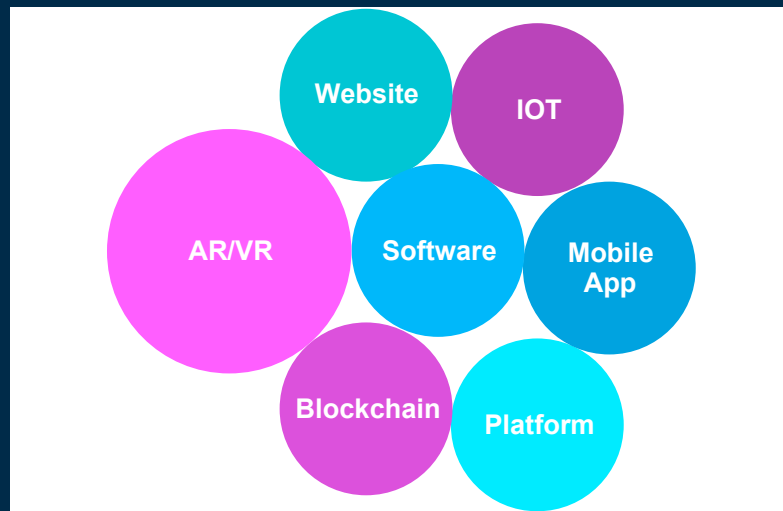 Website
IOT
AR/VR
Software
Mobile
App
Blockchain
Platform